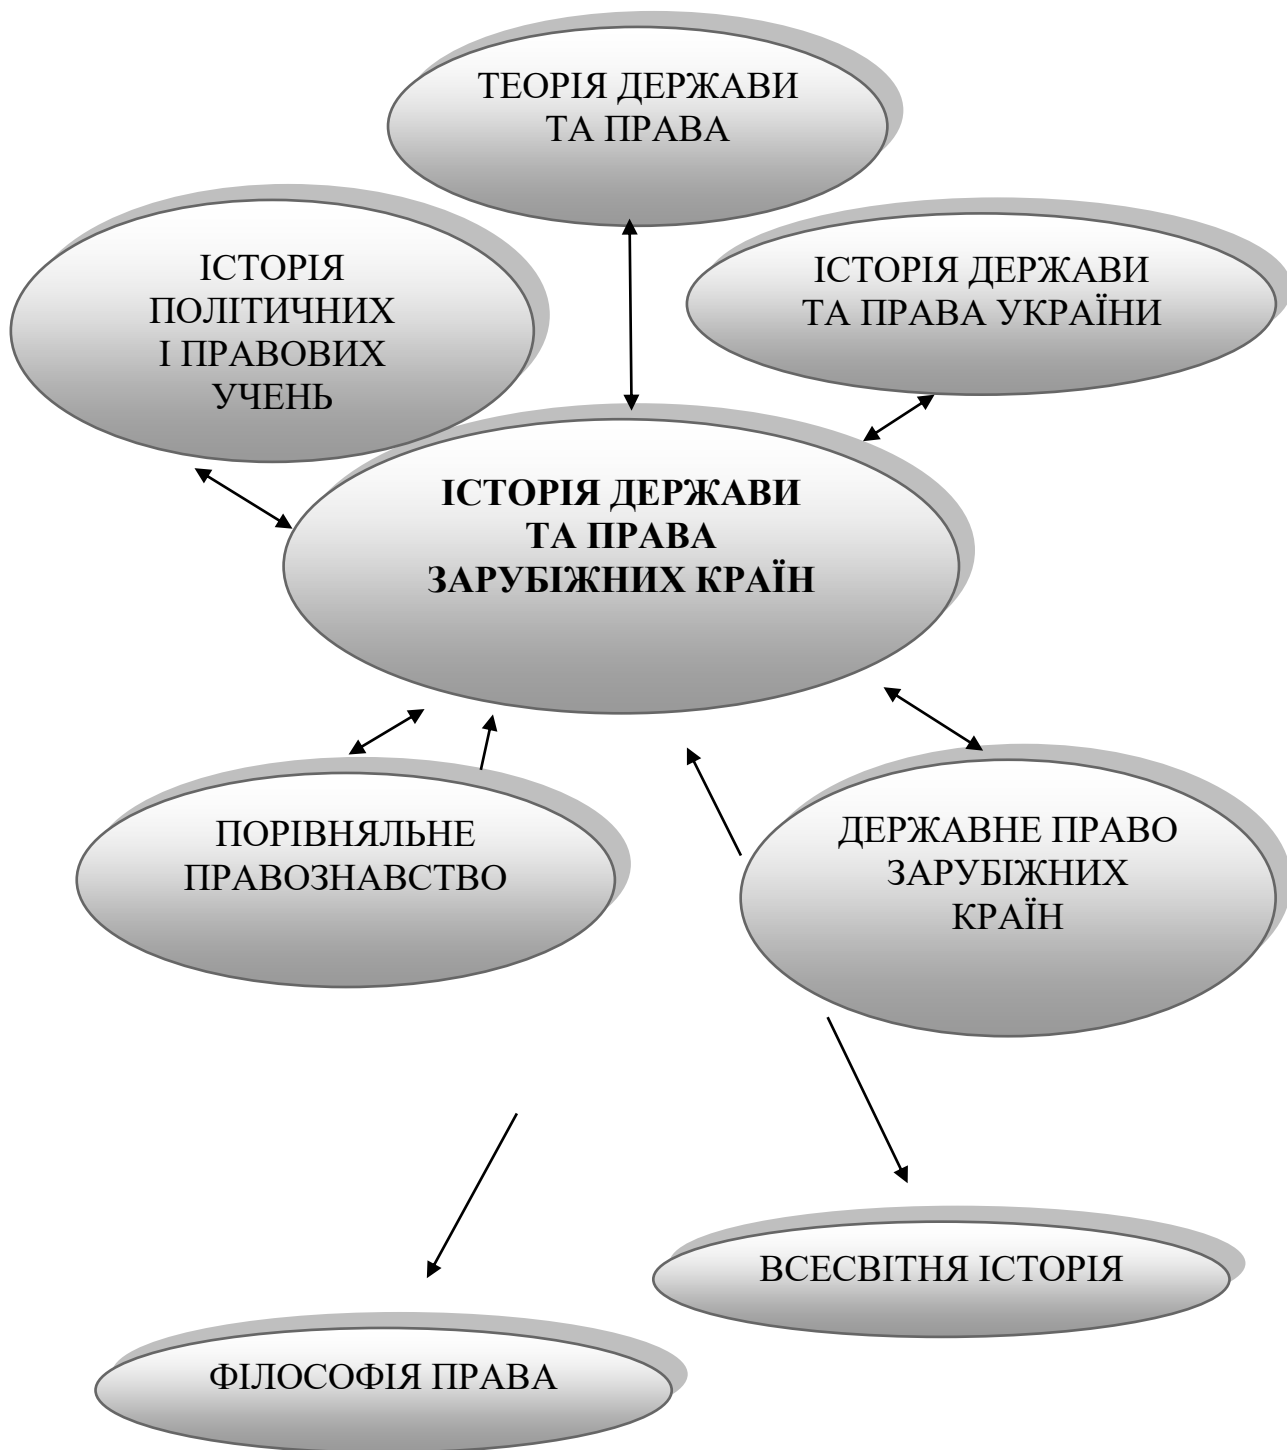 ТЕОРІЯ ДЕРЖАВИ
ТА ПРАВА
ІСТОРІЯ
ПОЛІТИЧНИХ
І ПРАВОВИХ
УЧЕНЬ
ІСТОРІЯ ДЕРЖАВИ
ТА ПРАВА УКРАЇНИ
ІСТОРІЯ ДЕРЖАВИ
ТА ПРАВА
ЗАРУБІЖНИХ КРАЇН
ПОРІВНЯЛЬНЕ
ПРАВОЗНАВСТВО
ДЕРЖАВНЕ ПРАВО
ЗАРУБІЖНИХ
КРАЇН
ВСЕСВІТНЯ ІСТОРІЯ
ФІЛОСОФІЯ ПРАВА